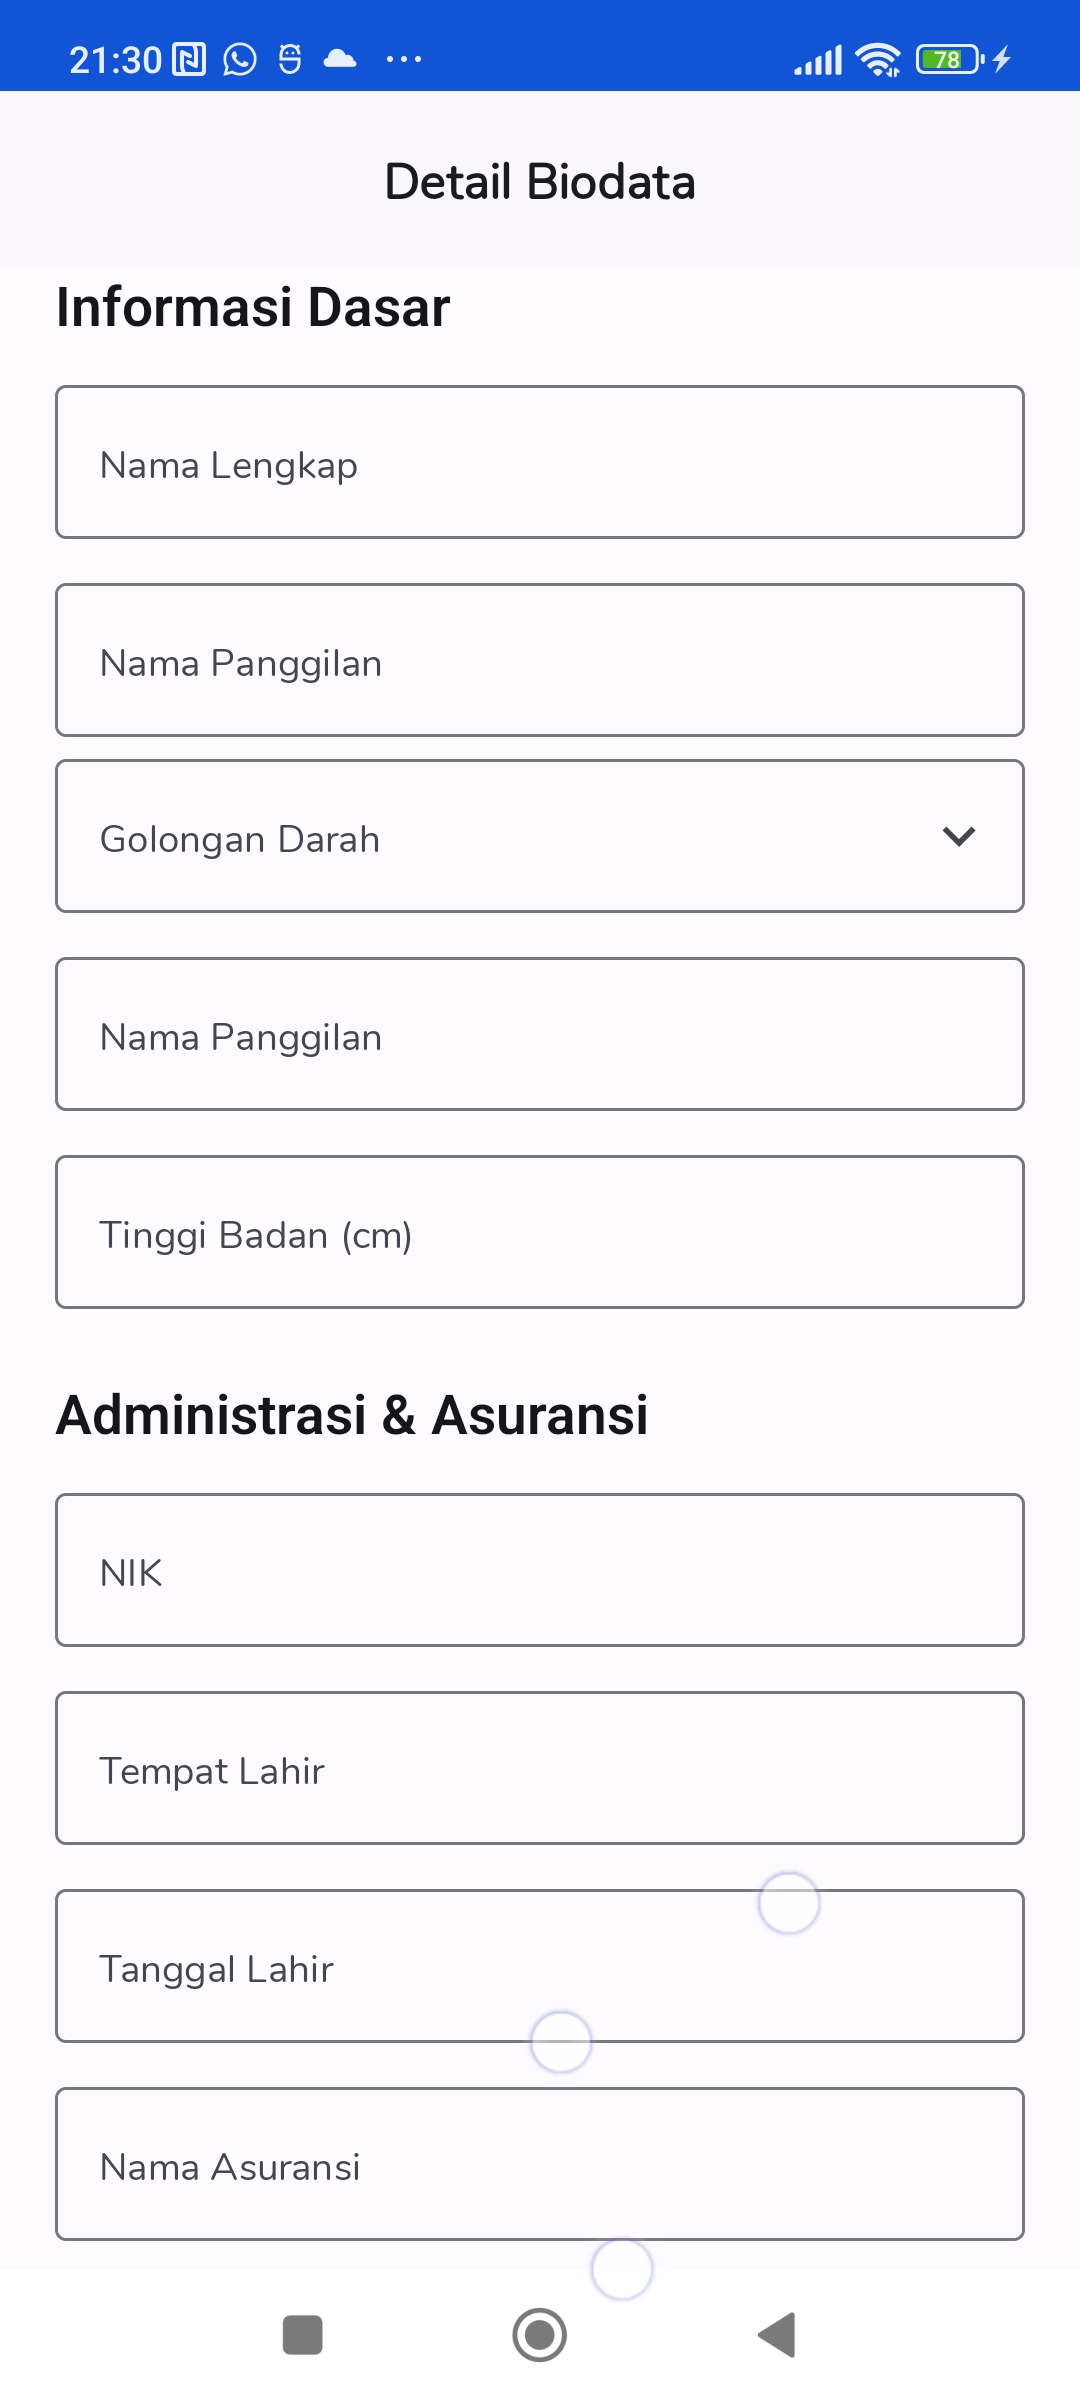 21:30
78
Detail Biodata
Informasi Dasar
Nama Lengkap
Nama Panggilan
Golongan Darah
Nama Panggilan
Tinggi Badan (cm)
Administrasi & Asuransi
NIK
Tempat Lahir
Tanggal Lahir
Nama Asuransi